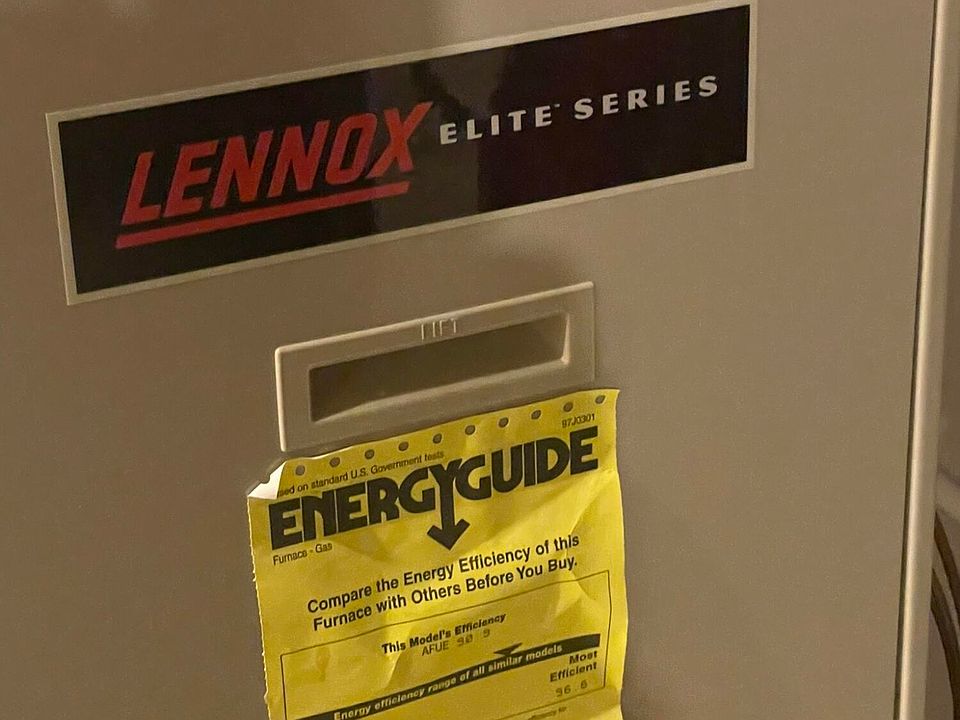 LENNOX ELITE™ SERIES
LIFT
97J0301
sed on standard U.S. Government tests
ENERGYGUIDE
Furnace - Gas
Compare the Energy Efficiency of this
Furnace with Others Before You Buy.
This Model's Efficiency
AFUE 90.9
Energy efficiency range of all similar models
Most
Efficient
96.6